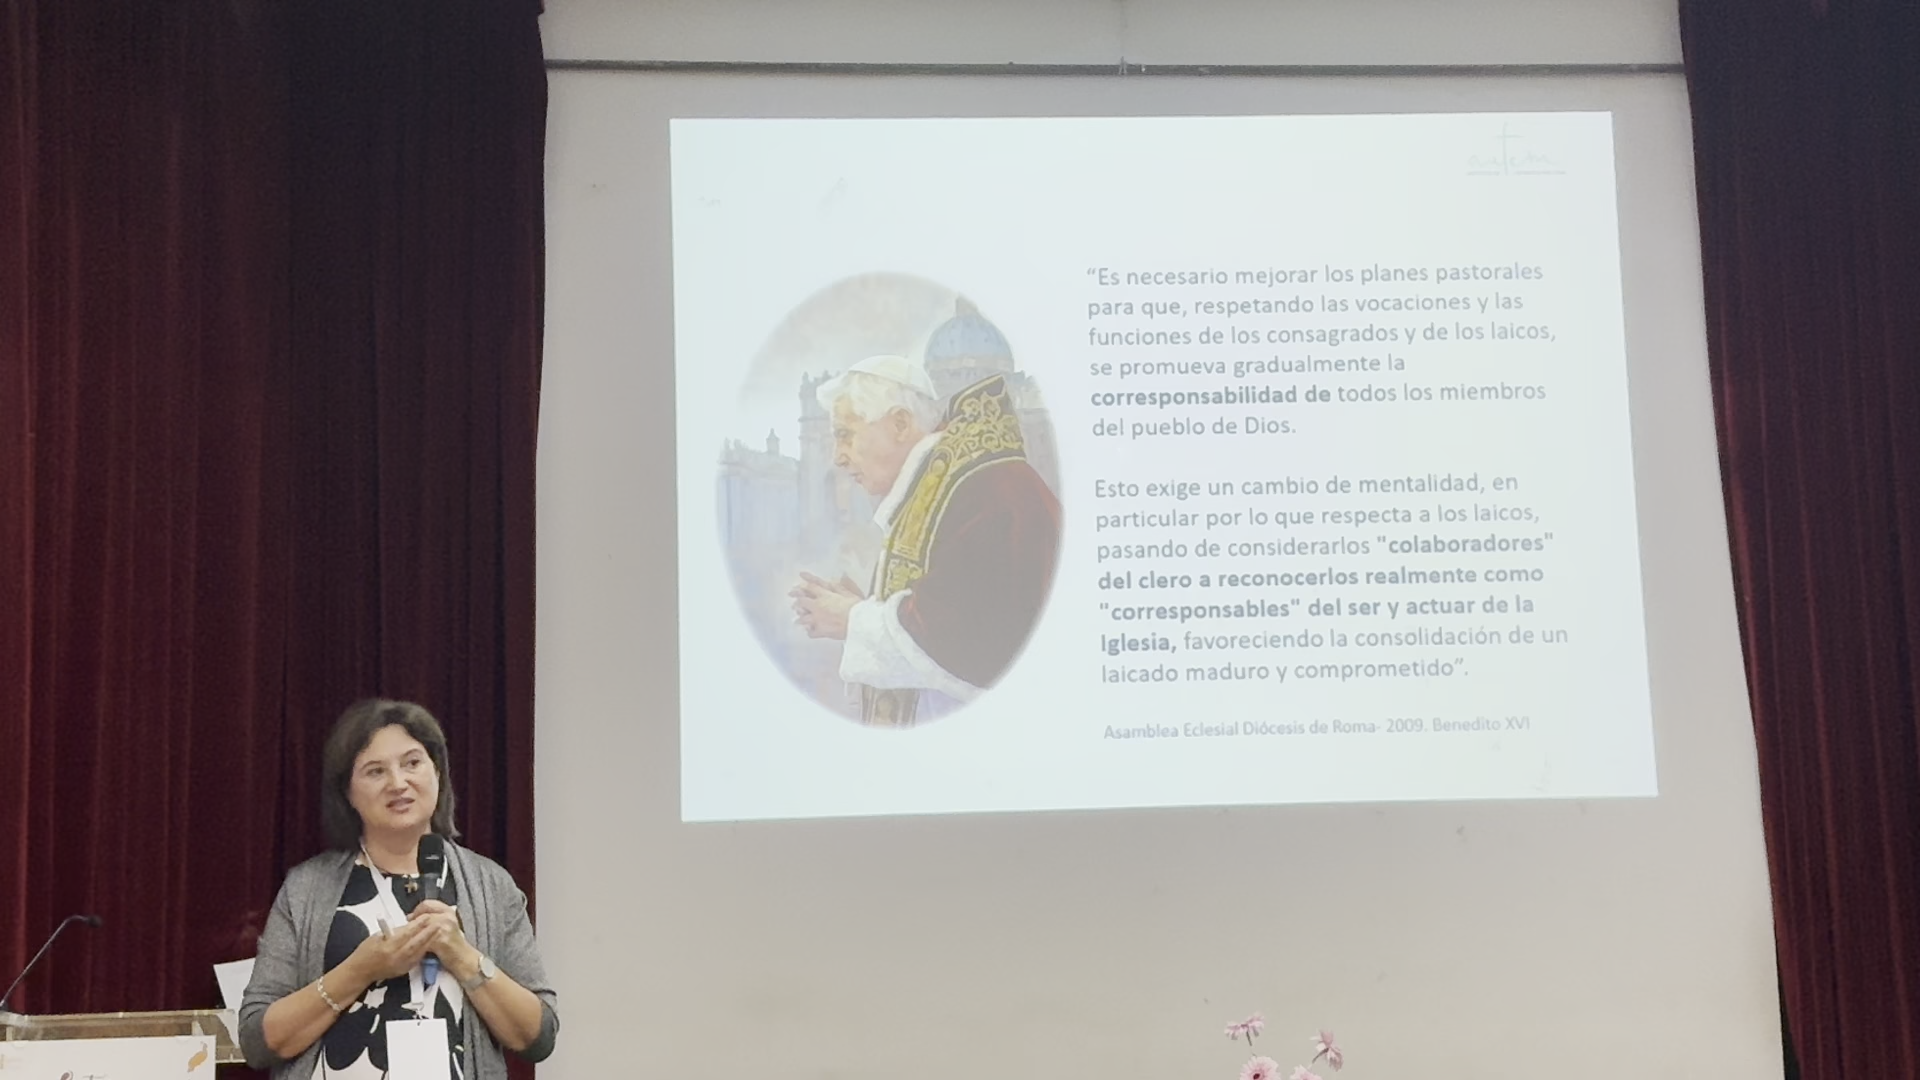 “Es necesario mejorar los planes pastorales
para que, respetando las vocaciones y las
funciones de los consagrados y de los laicos,
se promueva gradualmente la
corresponsabilidad de todos los miembros
del pueblo de Dios.
Esto exige un cambio de mentalidad, en
particular por lo que respecta a los laicos,
pasando de considerarlos "colaboradores"
del clero a reconocerlos realmente como
"corresponsables" del ser y actuar de la
Iglesia, favoreciendo la consolidación de un
laicado maduro y comprometido”.
Asamblea Eclesial Diócesis de Roma- 2009. Benedito XVI